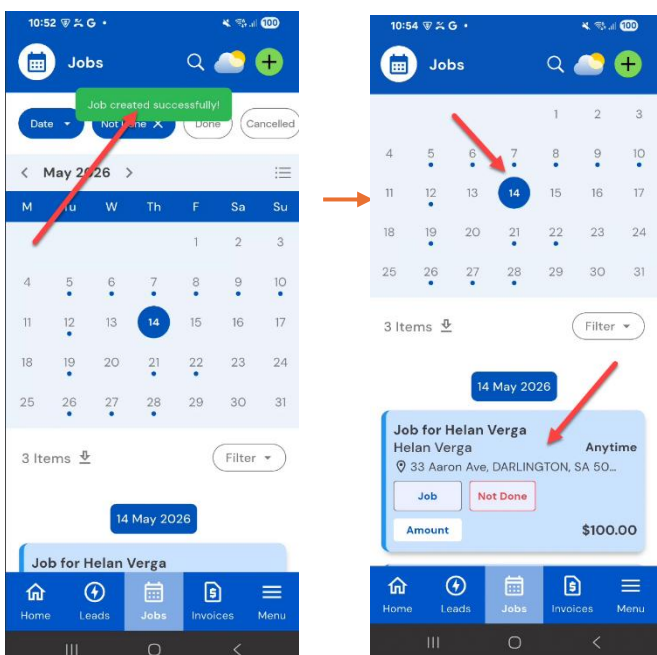 10:52
G
100
Jobs
Job created successfully!
Date
Not Done X
Done
Cancelled
< May 2026 >
M Tu W Th F Sa Su
1 2 3
4 5 6 7 8 9 10
11 12 13 14 15 16 17
18 19 20 21 22 23 24
25 26 27 28 29 30 31
3 Items
Filter
14 May 2026
Job for Helan Verga
Home Leads Jobs Invoices Menu
10:54
G
100
Jobs
1 2 3
4 5 6 7 8 9 10
11 12 13 14 15 16 17
18 19 20 21 22 23 24
25 26 27 28 29 30 31
3 Items
Filter
14 May 2026
Job for Helan Verga
Helan Verga Anytime
33 Aaron Ave, DARLINGTON, SA 50...
Job Not Done
Amount $100.00
Home Leads Jobs Invoices Menu